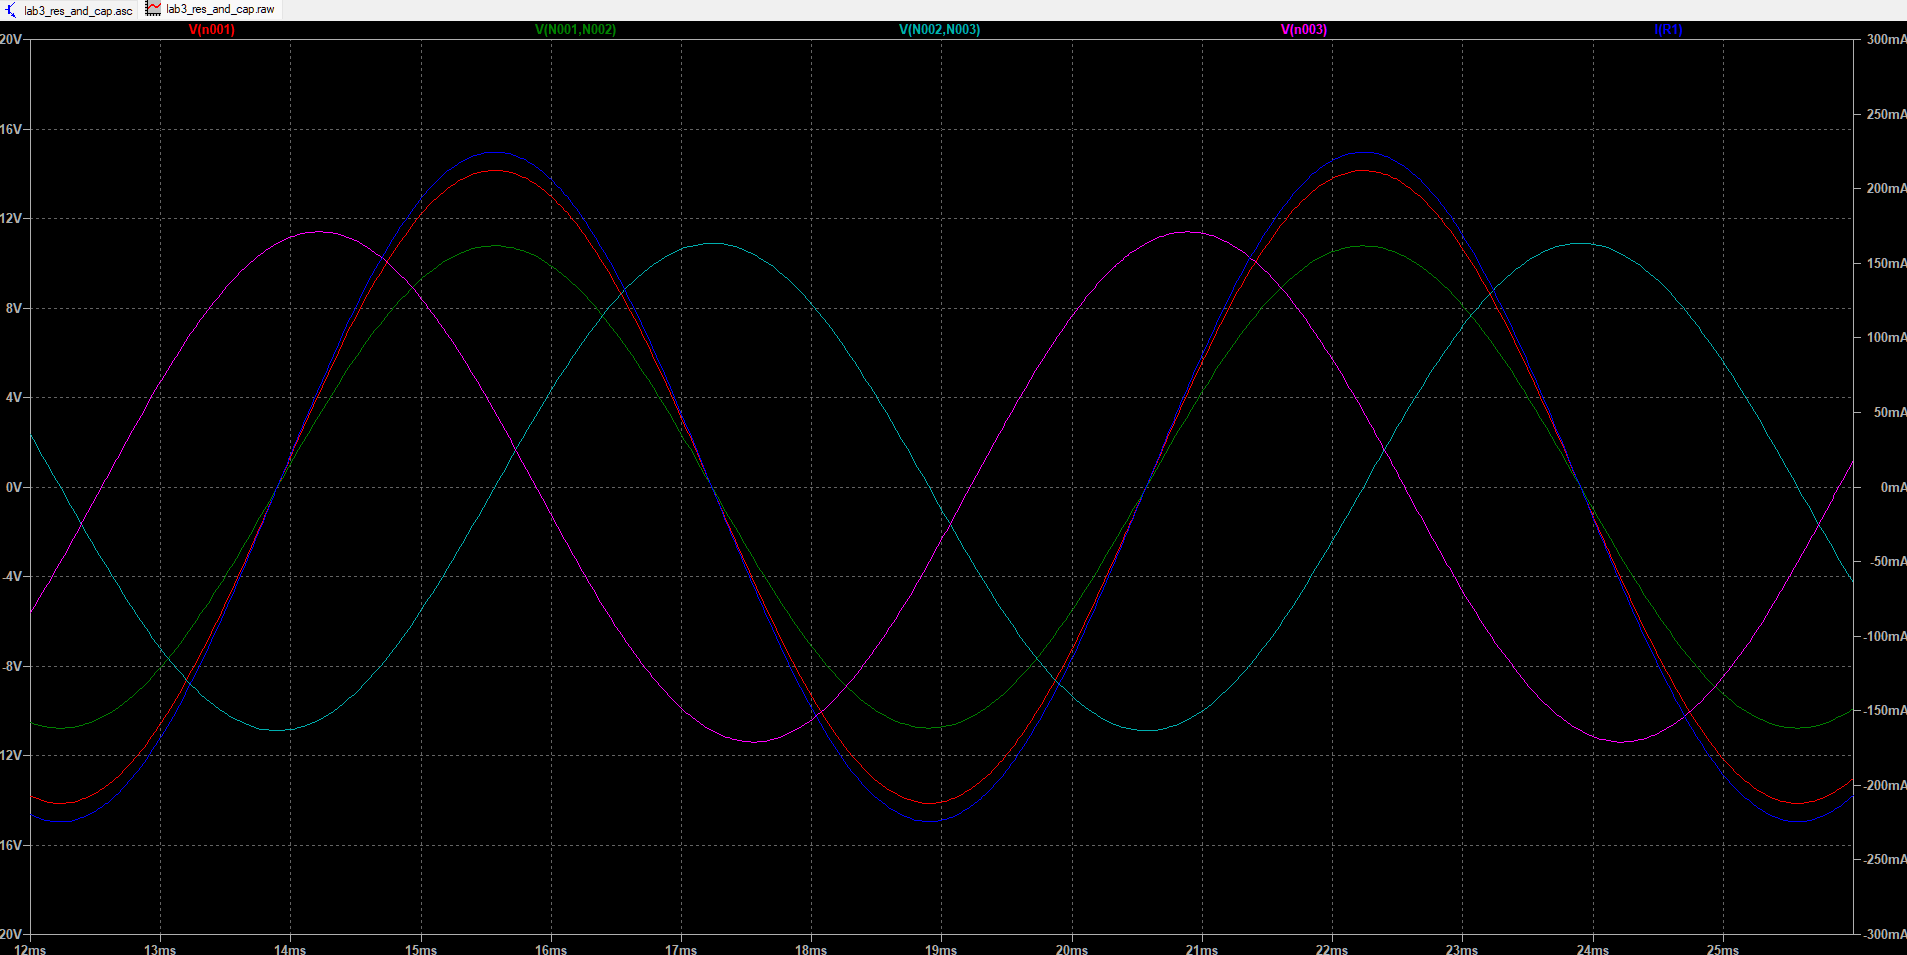 lab3_res_and_cap.asc lab3_res_and_cap.raw
V(n001) V(N001,N002) V(N002,N003) V(n003) I(R1)
20V 300mA
16V 250mA
12V 200mA
8V 150mA
100mA
4V 50mA
0V 0mA
-4V -50mA
-8V -100mA
12V -150mA
-200mA
16V -250mA
20V -300mA
12ms 13ms 14ms 15ms 16ms 17ms 18ms 19ms 20ms 21ms 22ms 23ms 24ms 25ms